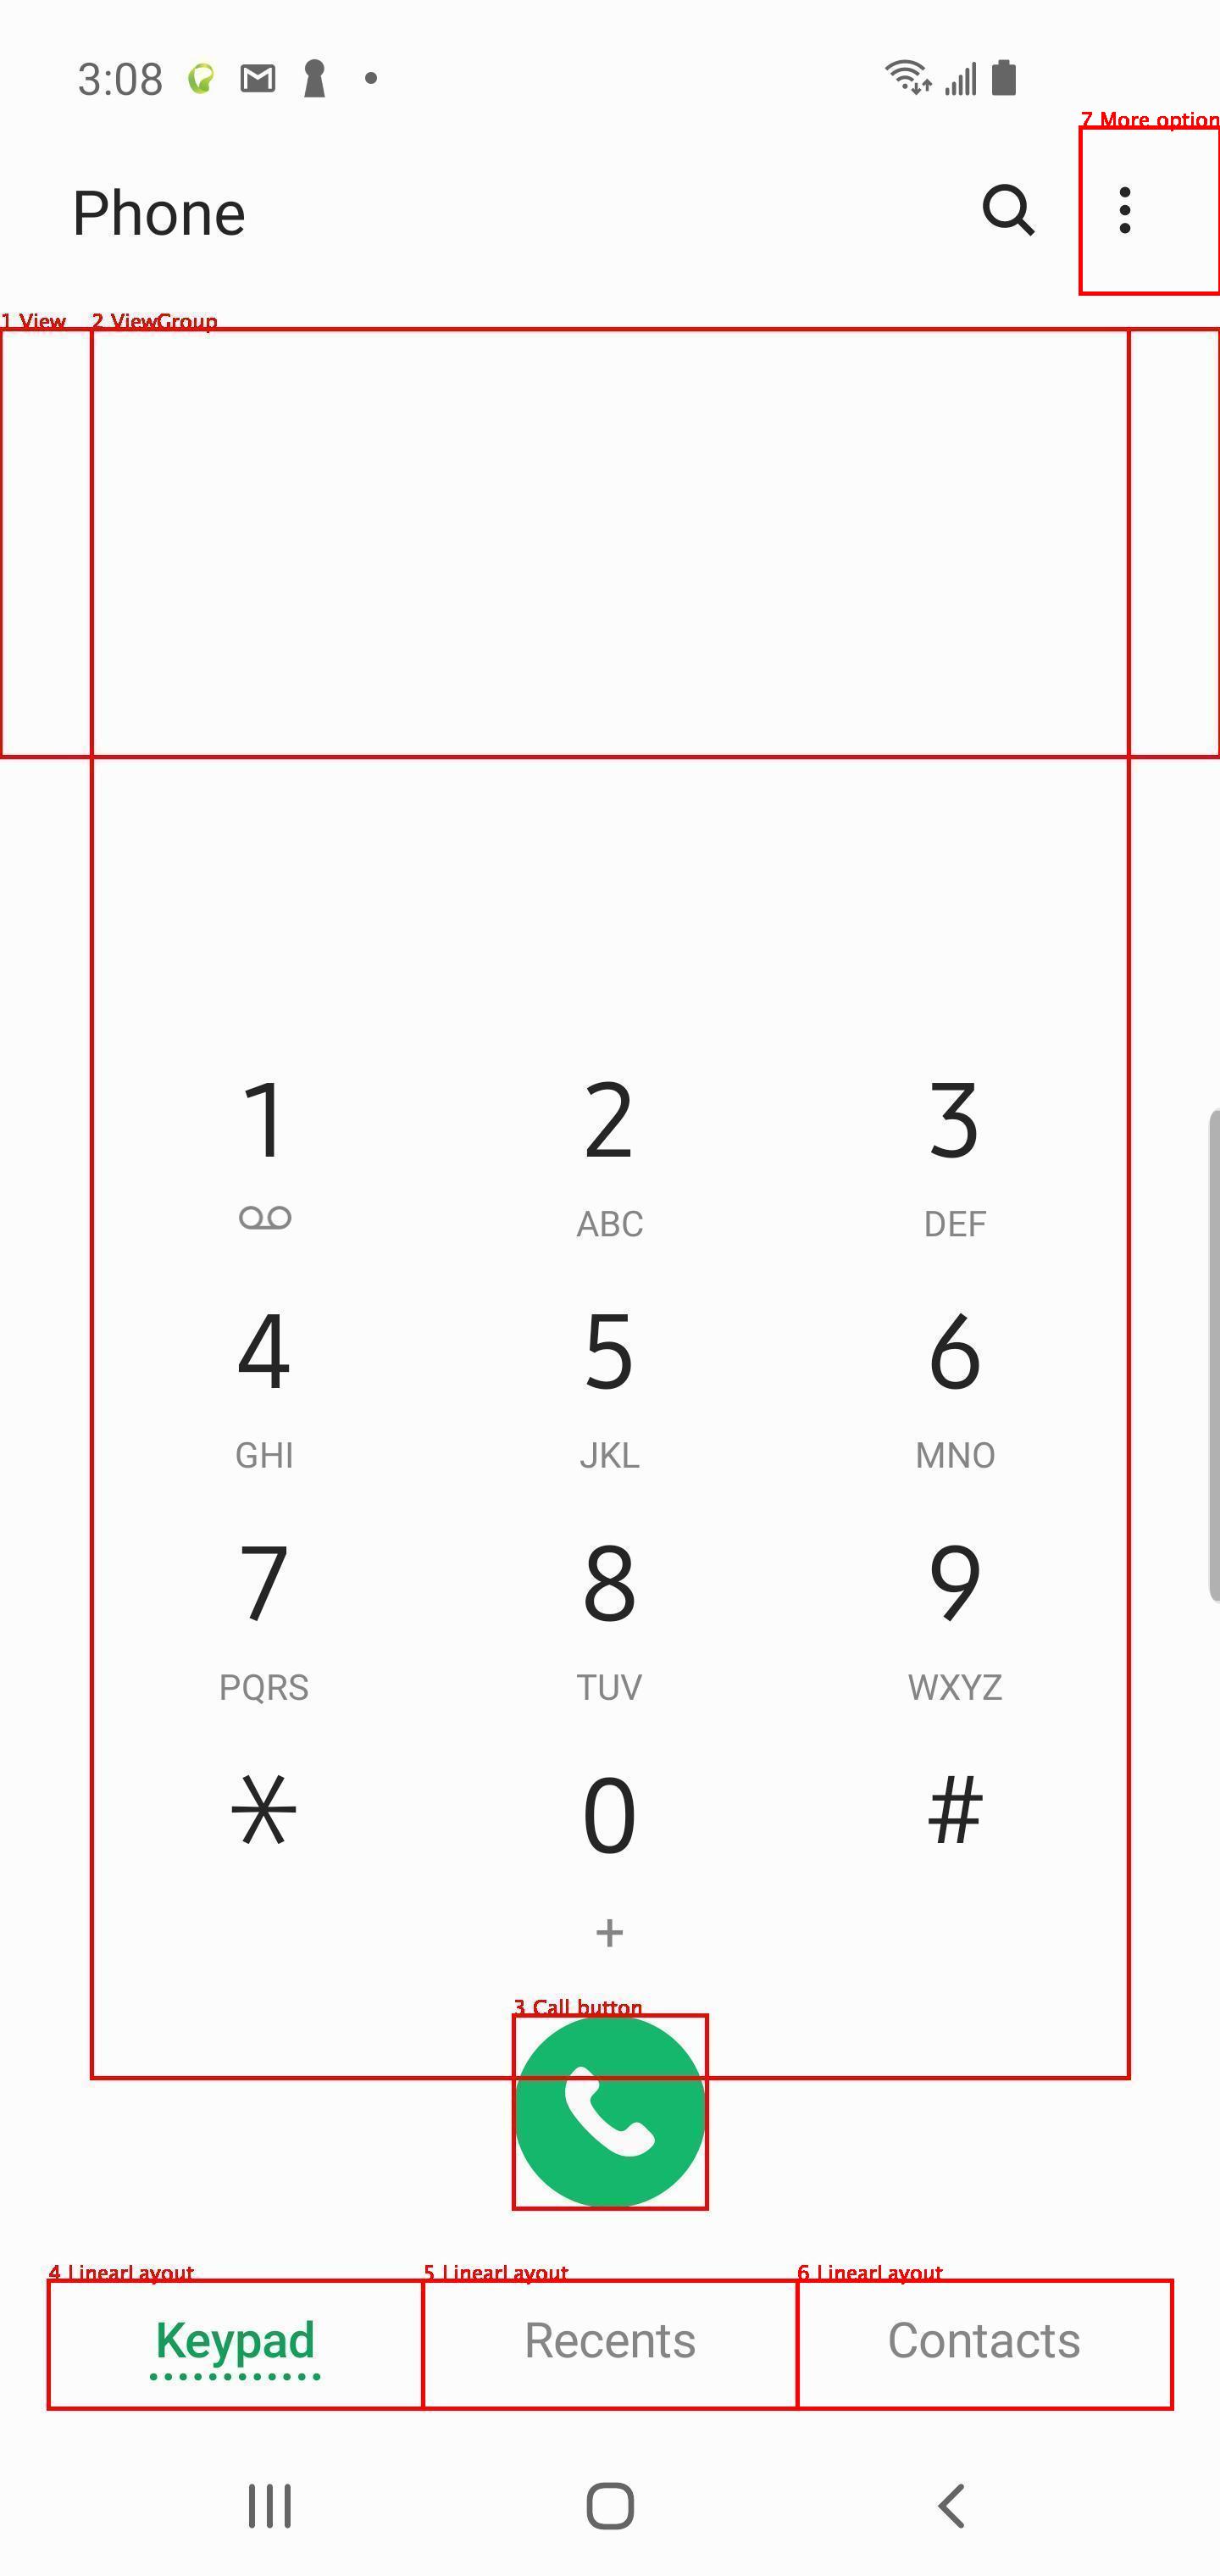 3:08
7 More option
Phone
1 View
2 ViewGroup
1 2 3
ABC DEF
4 5 6
GHI JKL MNO
7 8 9
PQRS TUV WXYZ
* 0 #
+
3 Call button
4 LinearLayout
5 LinearLayout
6 LinearLayout
Keypad Recents Contacts